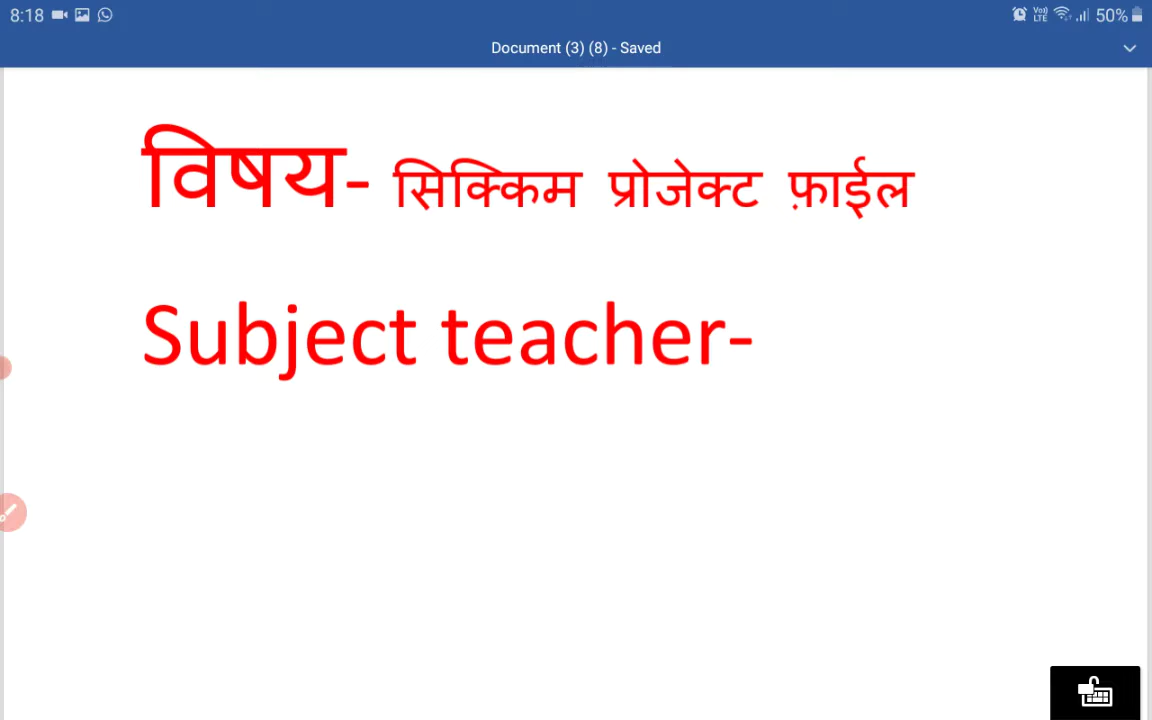 8:18 50%
Document (3) (8) - Saved
विषय- सिक्किम प्रोजेक्ट फ़ाईल
Subject teacher-